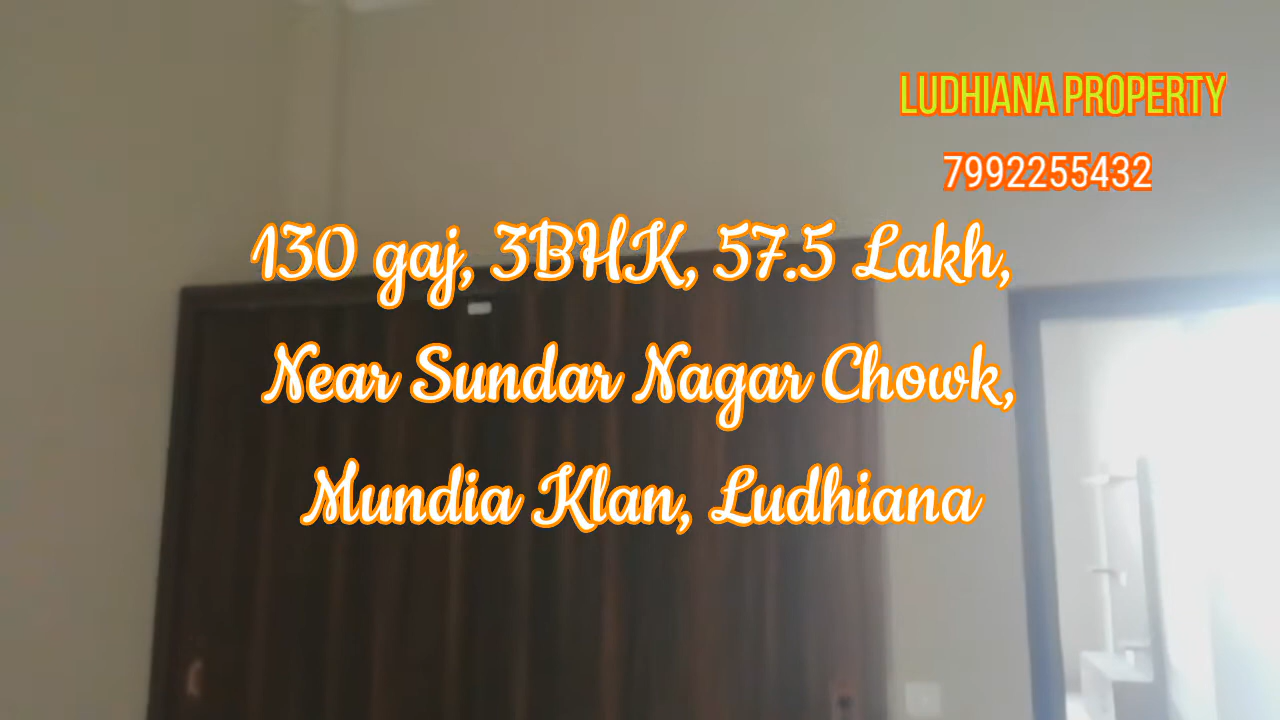 LUDHIANA PROPERTY
7992255432
130 gaj, 3BHK, 57.5 Lakh,
Near Sundar Nagar Chowk,
Mundia Klan, Ludhiana